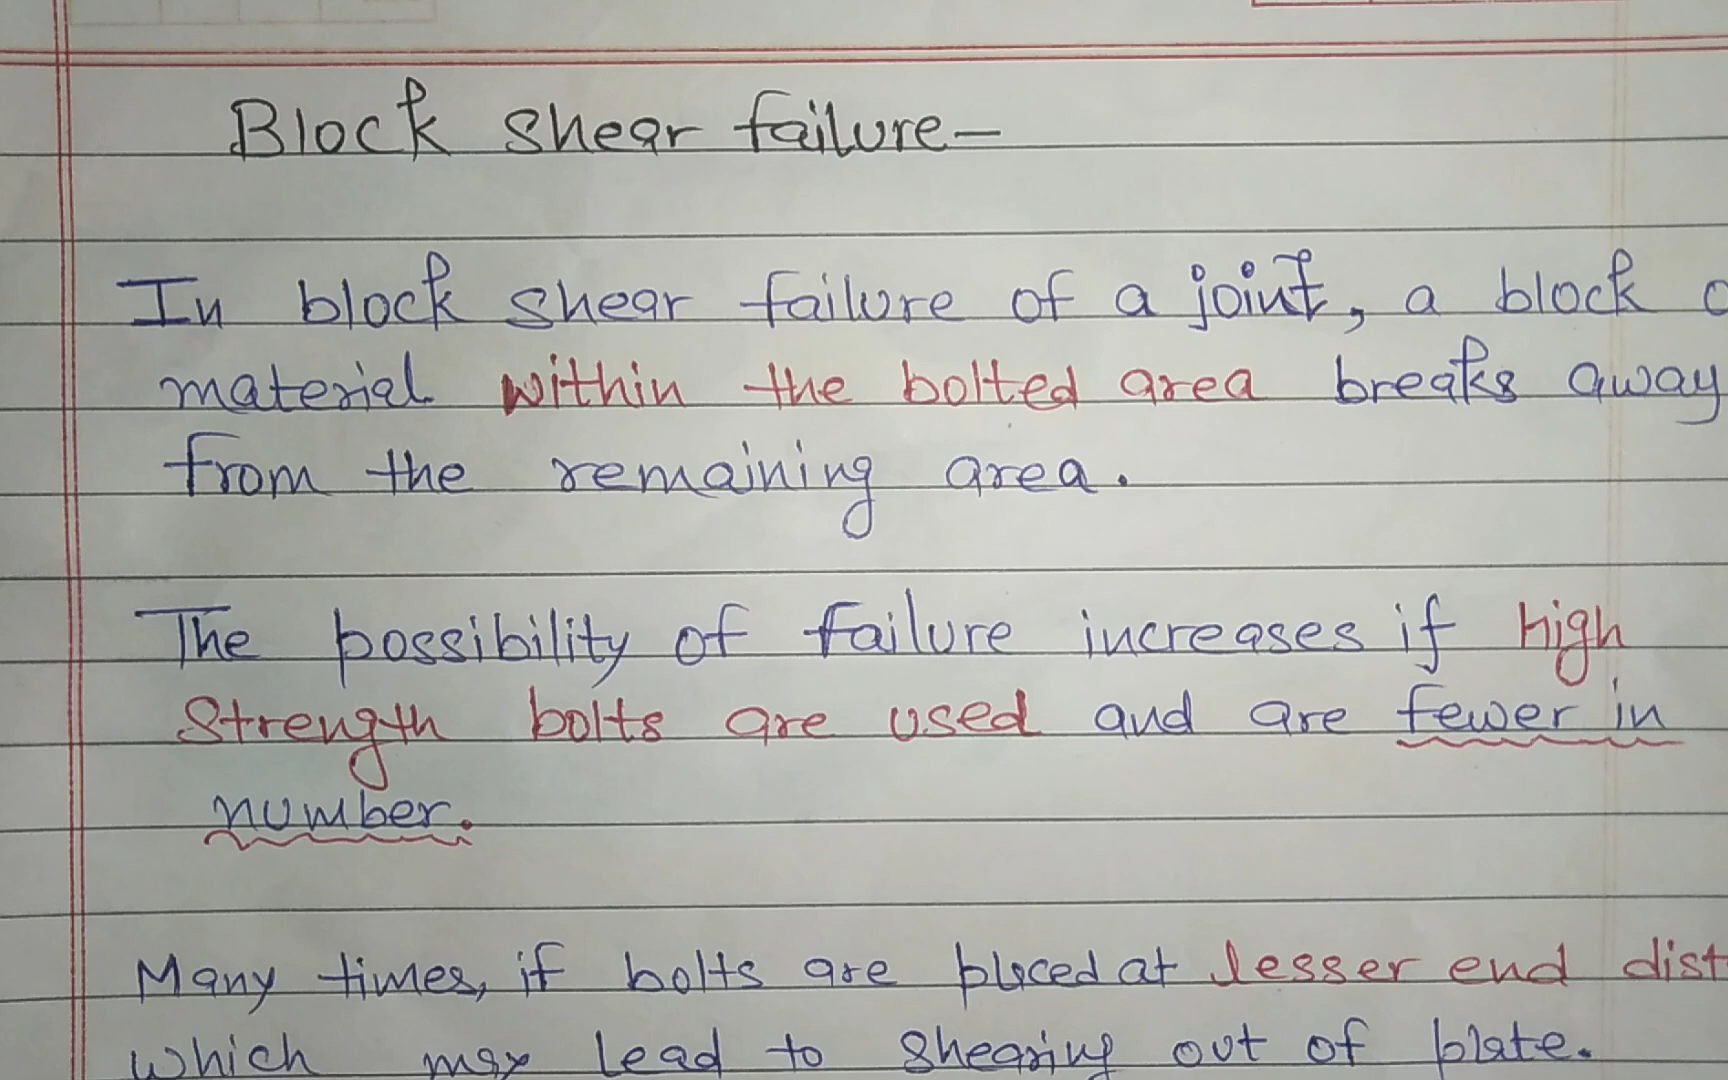 Block shear failure-
In block shear failure of a joint, a block
material within the bolted area breaks away
from the remaining area.
The possibility of failure increases if high
strength bolts are used and are fewer in
number.
Many times, if bolts are placed at lesser end dist
which may lead to shearing out of plate.